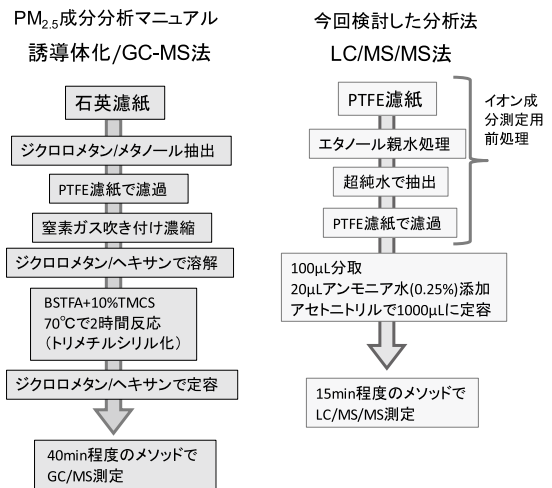 PM2.5成分分析マニュアル
誘導体化/GC-MS法
石英濾紙
ジクロロメタン/メタノール抽出
PTFE濾紙で濾過
窒素ガス吹き付け濃縮
ジクロロメタン/ヘキサンで溶解
BSTFA+10%TMCS
70℃で2時間反応
（トリメチルシリル化）
ジクロロメタン/ヘキサンで定容
40min程度のメソッドで
GC/MS測定
今回検討した分析法
LC/MS/MS法
PTFE濾紙
エタノール親水処理
超純水で抽出
PTFE濾紙で濾過
イオン成
分測定用
前処理
100μL分取
20μLアンモニア水(0.25%)添加
アセトニトリルで1000μLに定容
15min程度のメソッドで
LC/MS/MS測定